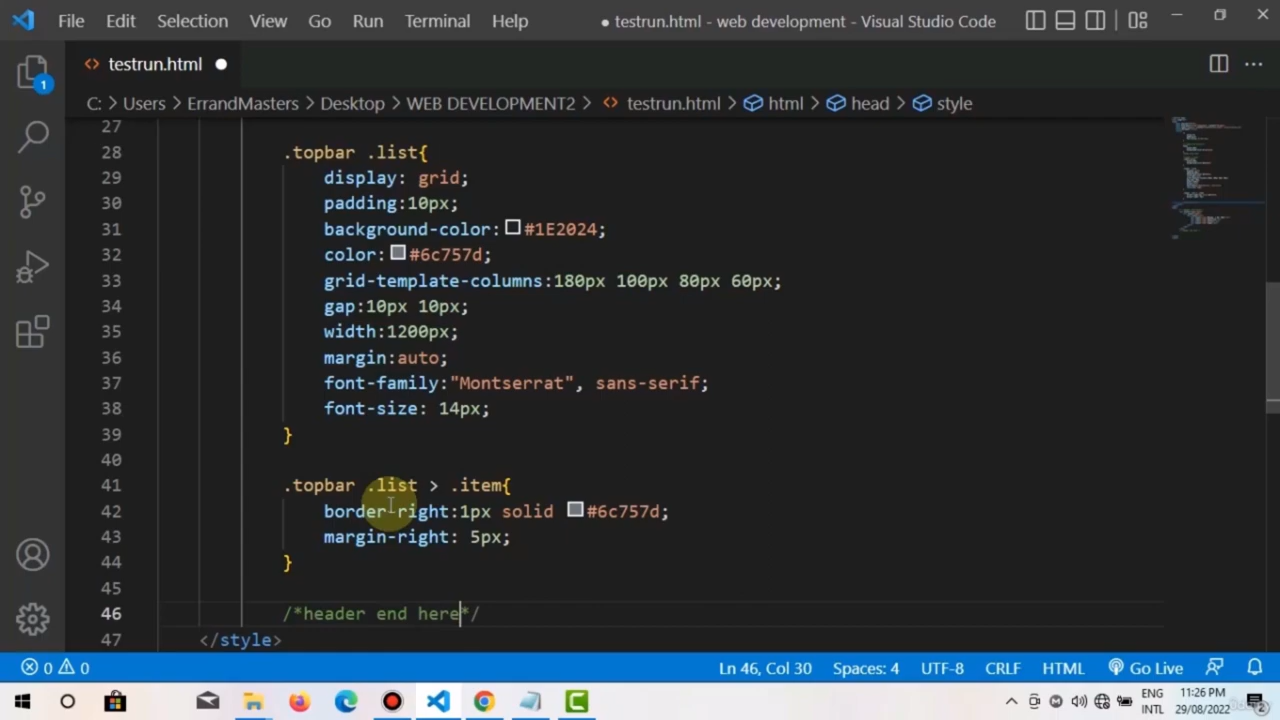 File Edit Selection View Go Run Terminal Help ● testrun.html - web development - Visual Studio Code
testrun.html
C: > Users > ErrandMasters > Desktop > WEB DEVELOPMENT2 > testrun.html > html > head > style
1
27
28 .topbar .list{
29 display: grid;
30 padding:10px;
31 background-color: #1E2024;
32 color: #6c757d;
33 grid-template-columns:180px 100px 80px 60px;
34 gap:10px 10px;
35 width:1200px;
36 margin:auto;
37 font-family:"Montserrat", sans-serif;
38 font-size: 14px;
39 }
40
41 .topbar .list > .item{
42 border-right:1px solid #6c757d;
43 margin-right: 5px;
44 }
45
46 /*header end here*/
47 </style>
0 0 Ln 46, Col 30 Spaces: 4 UTF-8 CRLF HTML Go Live
ENG 11:26 PM
INTL 29/08/2022 2